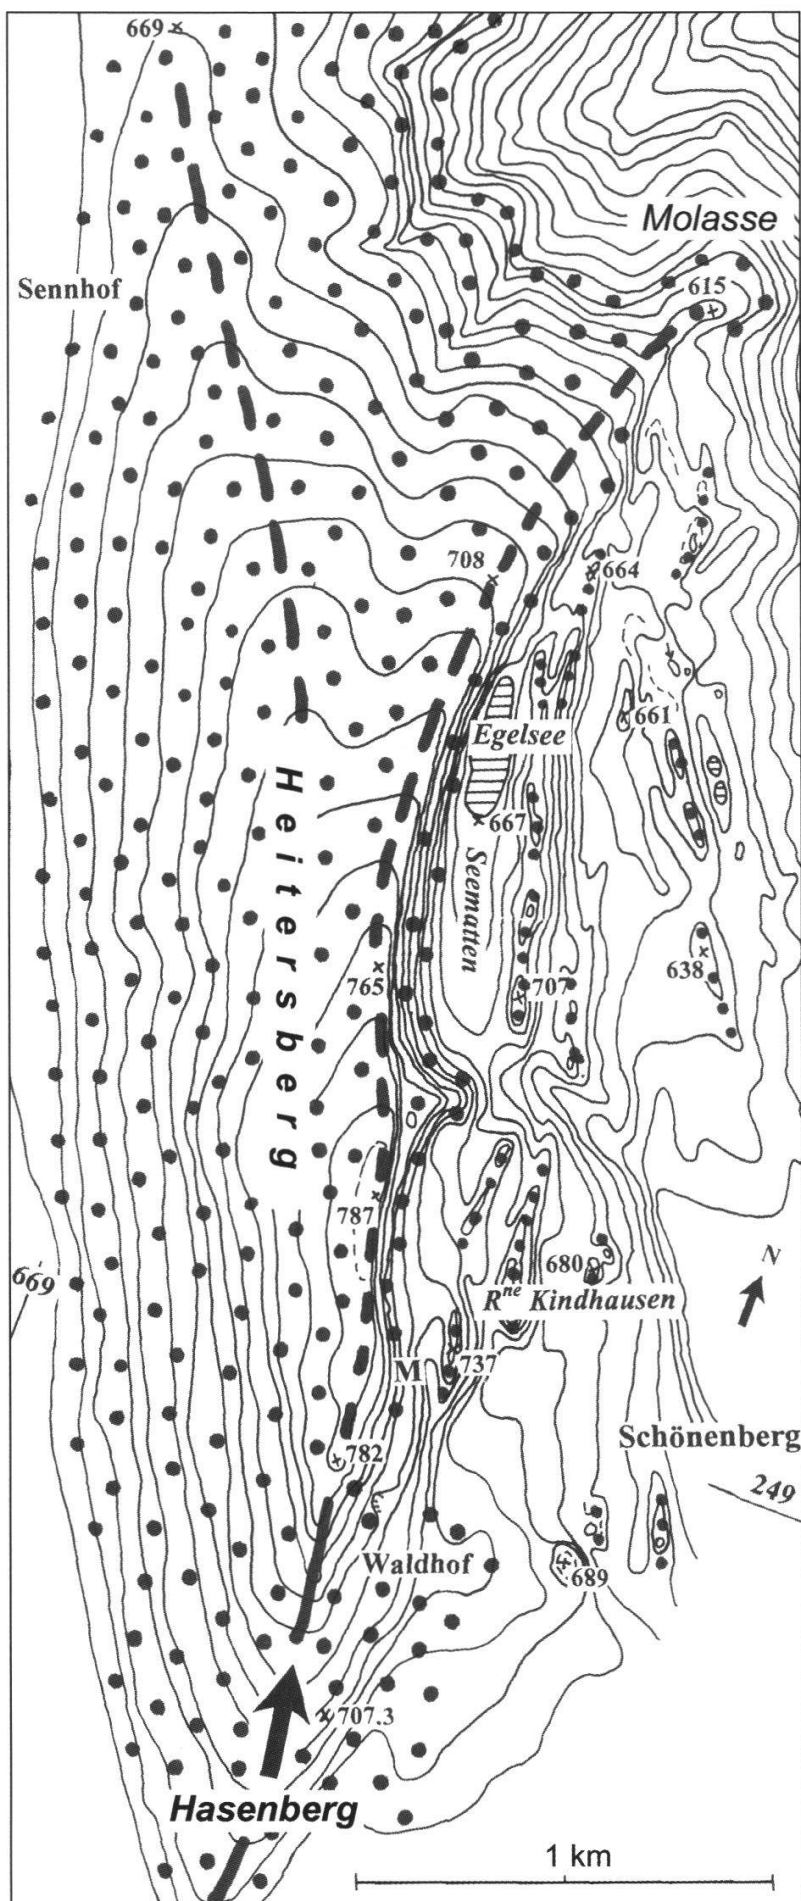 669
Molasse
615
Sennhof
708
664
Egelsee
661
667
Seematten
Heitersberg
765
707
638
787
680
N
669
Rne Kindhausen
M
737
Schönenberg
782
249
Waldhof
689
707.3
Hasenberg
1 km